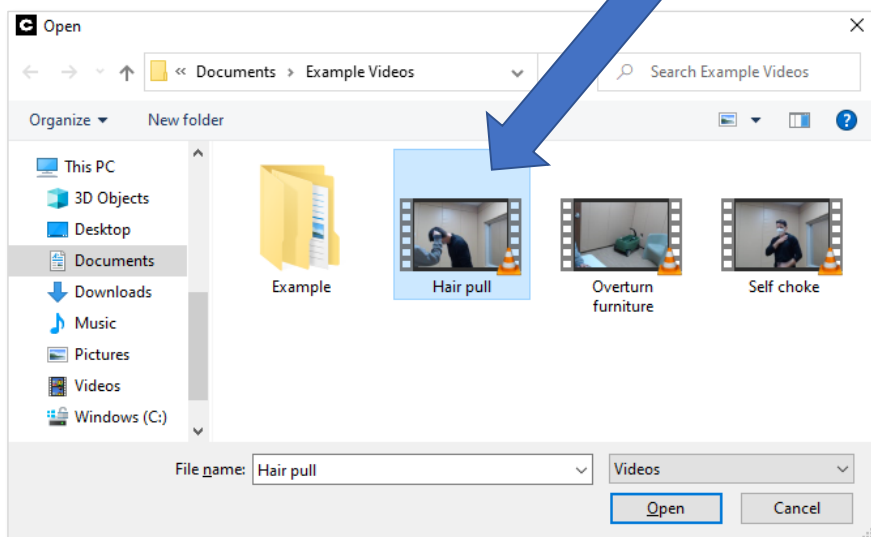 Open
« Documents > Example Videos
Search Example Videos
Organize
New folder
This PC
3D Objects
Desktop
Documents
Downloads
Music
Pictures
Videos
Windows (C:)
Example
Hair pull
Overturn
furniture
Self choke
File name: Hair pull
Videos
Open
Cancel